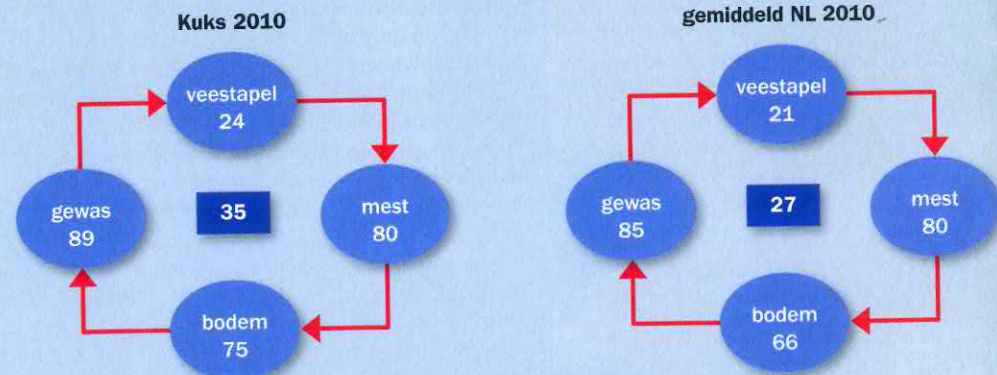 Kuks 2010
veestapel
24
gewas
89
35
mest
80
bodem
75
gemiddeld NL 2010
veestapel
21
gewas
85
27
mest
80
bodem
66